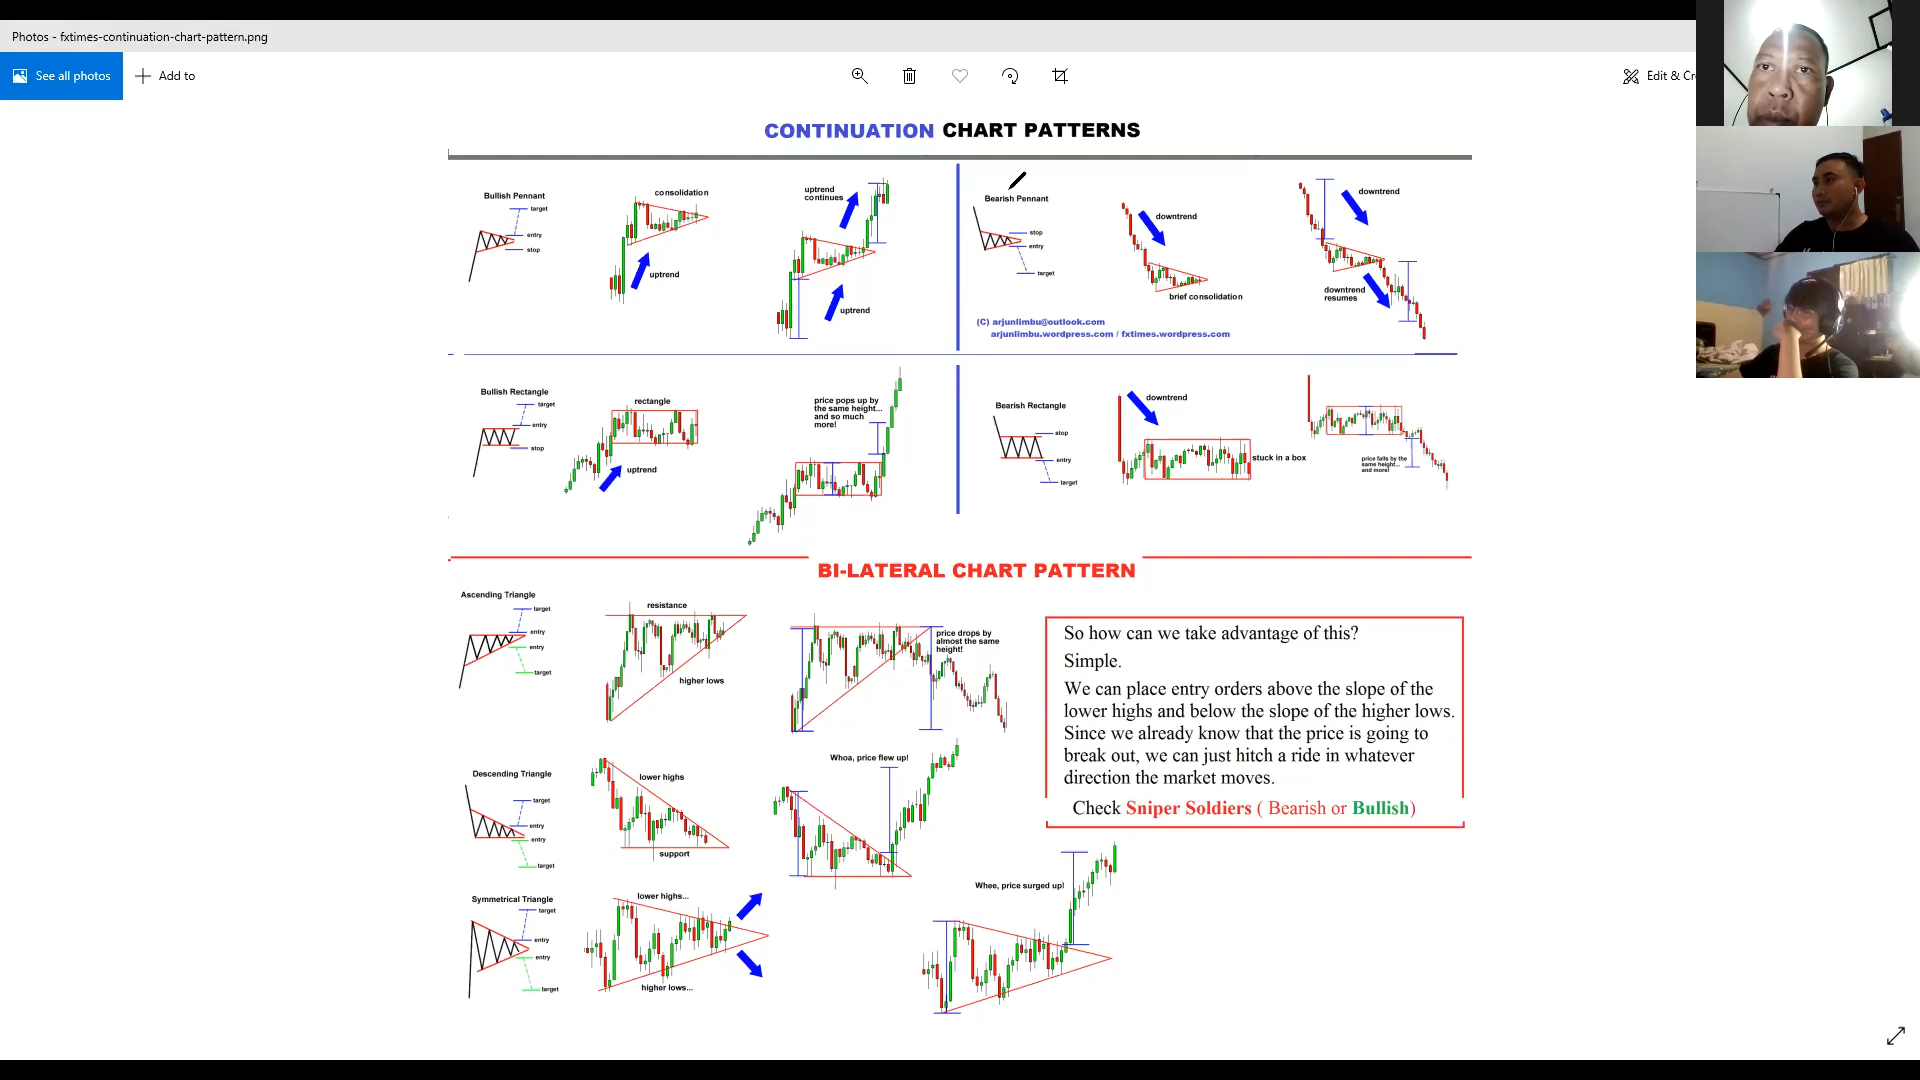 Photos - fxtimes-continuation-chart-pattern.png
See all photos
Add to
Edit & Cr
CONTINUATION CHART PATTERNS
Bullish Pennant
target
entry
stop
consolidation
uptrend
uptrend
continues
uptrend
Bearish Pennant
stop
entry
target
downtrend
brief consolidation
downtrend
downtrend
resumes
(C) arjunlimbu@outlook.com
arjunlimbu.wordpress.com / fxtimes.wordpress.com
Bullish Rectangle
target
entry
stop
rectangle
uptrend
price pops up by
the same height...
and so much
more!
Bearish Rectangle
stop
entry
target
downtrend
stuck in a box
price falls by the
same height...
and more!
BI-LATERAL CHART PATTERN
Ascending Triangle
target
entry
entry
target
resistance
higher lows
price drops by
almost the same
height!
Descending Triangle
target
entry
entry
target
lower highs
support
Whoa, price flew up!
Symmetrical Triangle
target
entry
entry
target
lower highs...
higher lows...
Whee, price surged up!
So how can we take advantage of this?
Simple.
We can place entry orders above the slope of the
lower highs and below the slope of the higher lows.
Since we already know that the price is going to
break out, we can just hitch a ride in whatever
direction the market moves.
Check Sniper Soldiers ( Bearish or Bullish)